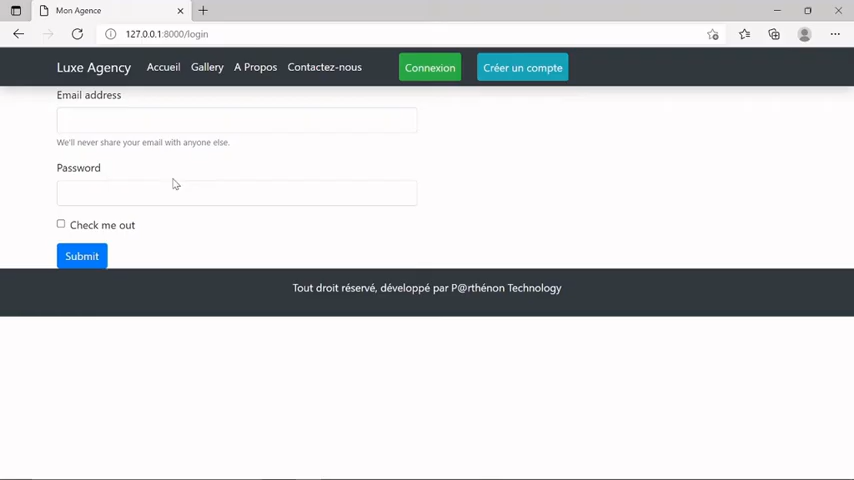 Mon Agence
127.0.0.1:8000/login
Luxe Agency Accueil Gallery A Propos Contactez-nous Connexion Créer un compte
Email address
We'll never share your email with anyone else.
Password
Check me out
Submit
Tout droit réservé, développé par P@rthénon Technology